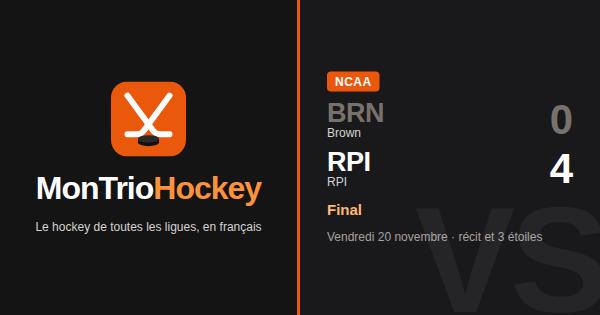 MonTrioHockey
Le hockey de toutes les ligues, en français
NCAA
BRN 0
Brown
RPI 4
RPI
Final
Vendredi 20 novembre · récit et 3 étoiles
VS